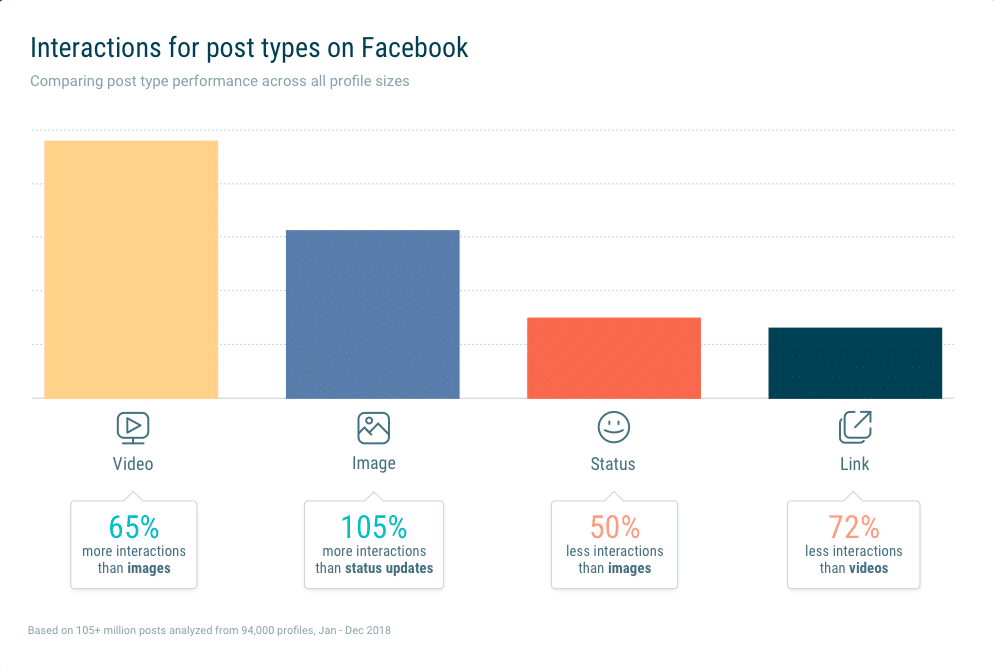 Interactions for post types on Facebook
Comparing post type performance across all profile sizes
Video
Image
Status
Link
65%
more interactions
than images
105%
more interactions
than status updates
50%
less interactions
than images
72%
less interactions
than videos
Based on 105+ million posts analyzed from 94,000 profiles, Jan - Dec 2018